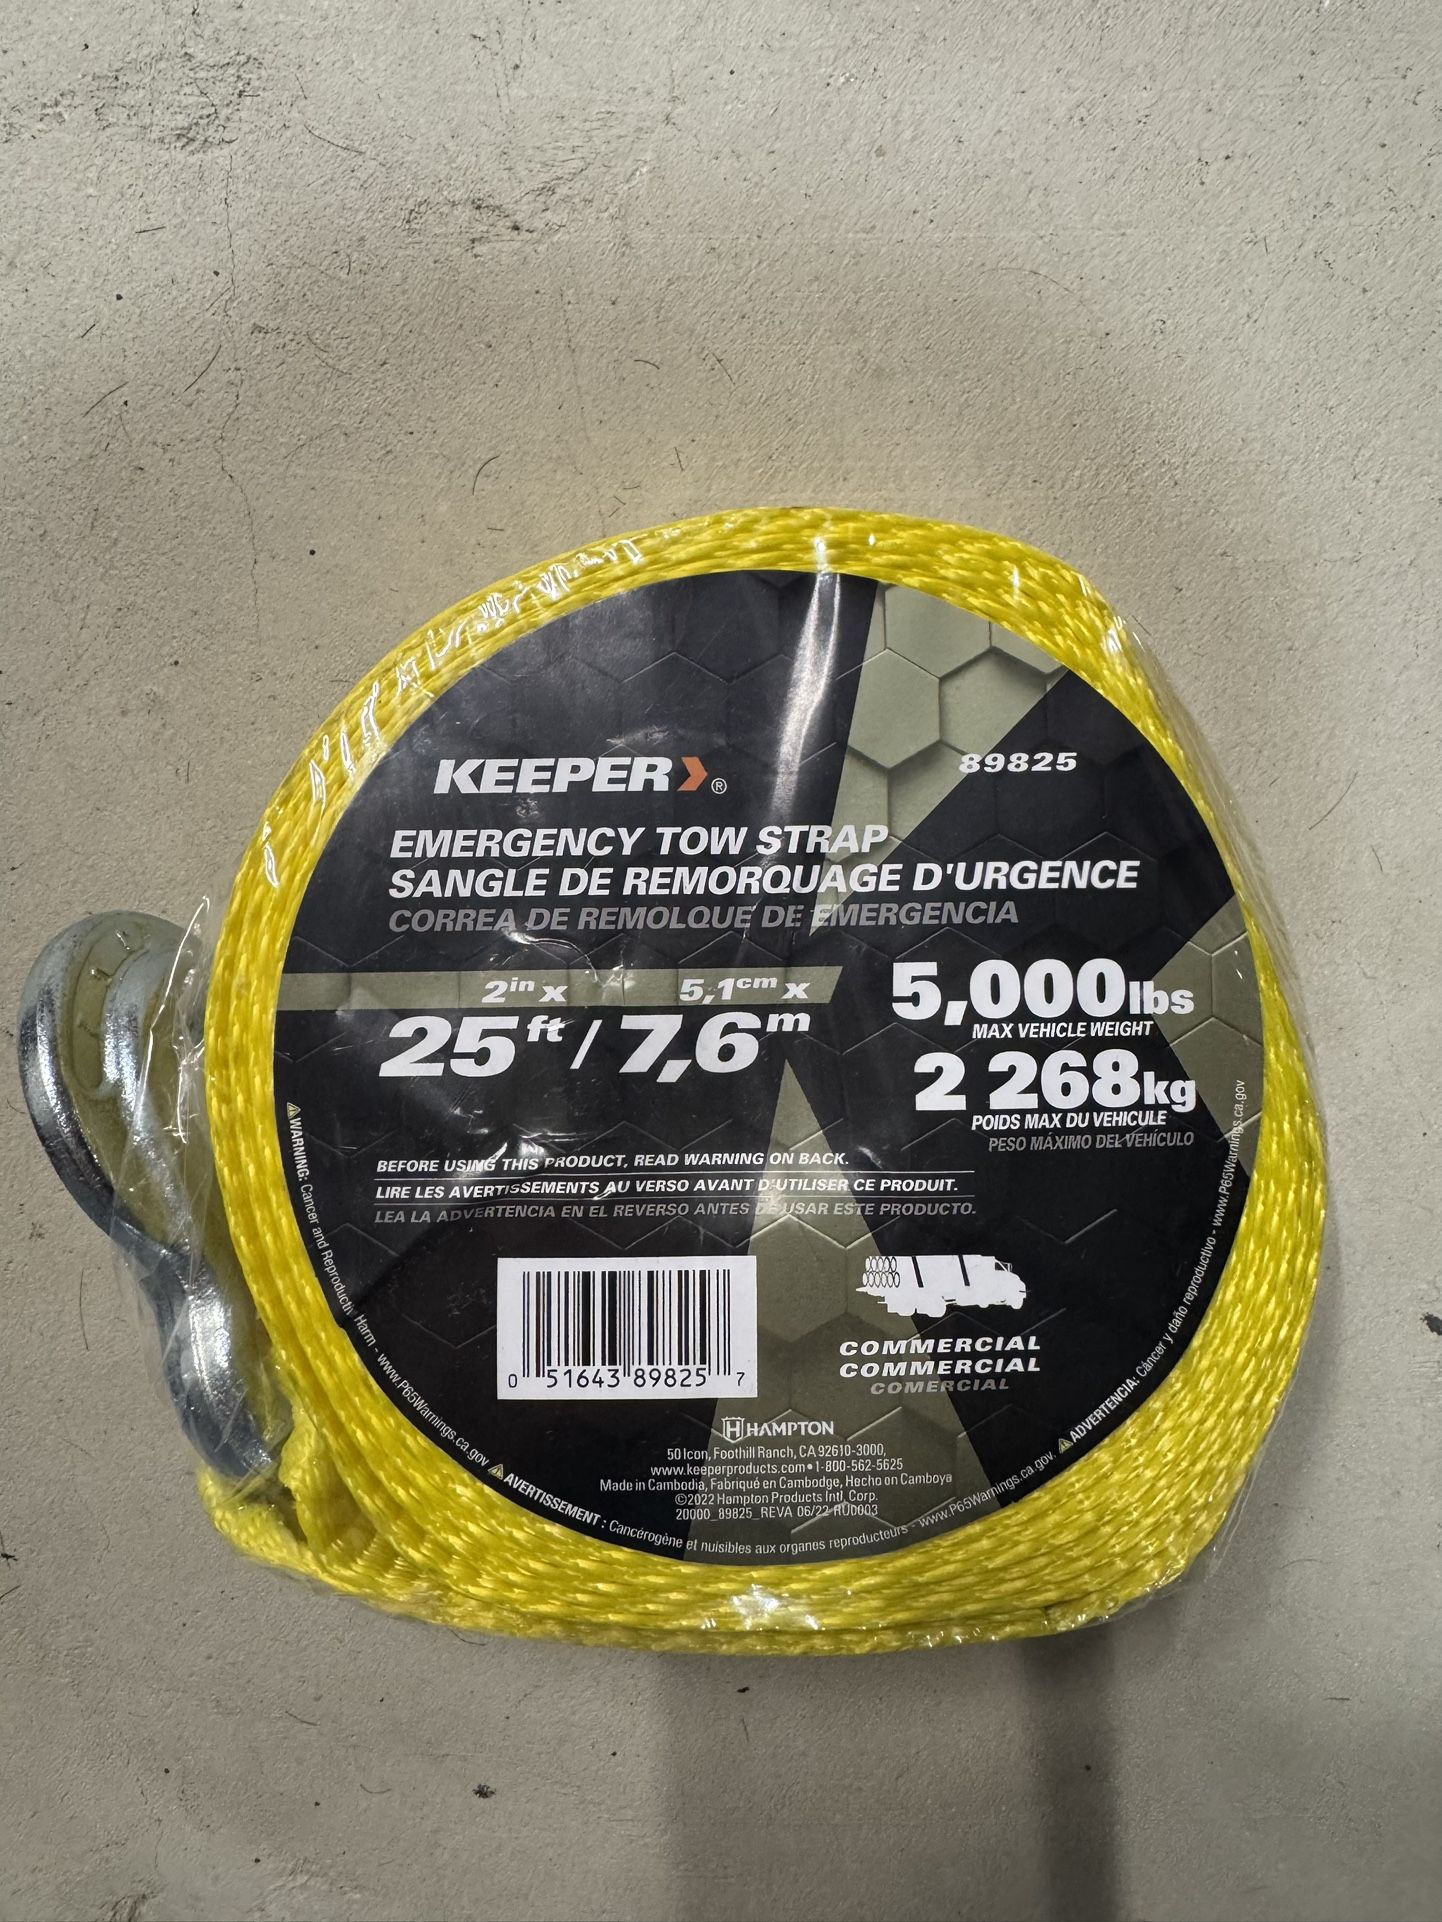 KEEPER®
89825
EMERGENCY TOW STRAP
SANGLE DE REMORQUAGE D'URGENCE
CORREA DE REMOLQUE DE EMERGENCIA
2in x 5,1cm x
25ft / 7,6m
5,000lbs
MAX VEHICLE WEIGHT
2 268kg
POIDS MAX DU VEHICULE
PESO MÁXIMO DEL VEHÍCULO
BEFORE USING THIS PRODUCT, READ WARNING ON BACK.
LIRE LES AVERTISSEMENTS AU VERSO AVANT D'UTILISER CE PRODUIT.
LEA LA ADVERTENCIA EN EL REVERSO ANTES DE USAR ESTE PRODUCTO.
0 51643 89825 7
COMMERCIAL
COMMERCIAL
COMERCIAL
HAMPTON
50 Icon, Foothill Ranch, CA 92610-3000,
www.keeperproducts.com•1-800-562-5625
Made in Cambodia, Fabriqué en Cambodge, Hecho en Camboya
©2022 Hampton Products Intl. Corp.
20000_89825_REVA 06/22 RU0003
⚠WARNING: Cancer and Reproductive Harm - www.P65Warnings.ca.gov
⚠AVERTISSEMENT : Cancérogène et nuisibles aux organes reproducteurs - www.P65Warnings.ca.gov.
⚠ADVERTENCIA: Cáncer y daño reproductivo - www.P65Warnings.ca.gov